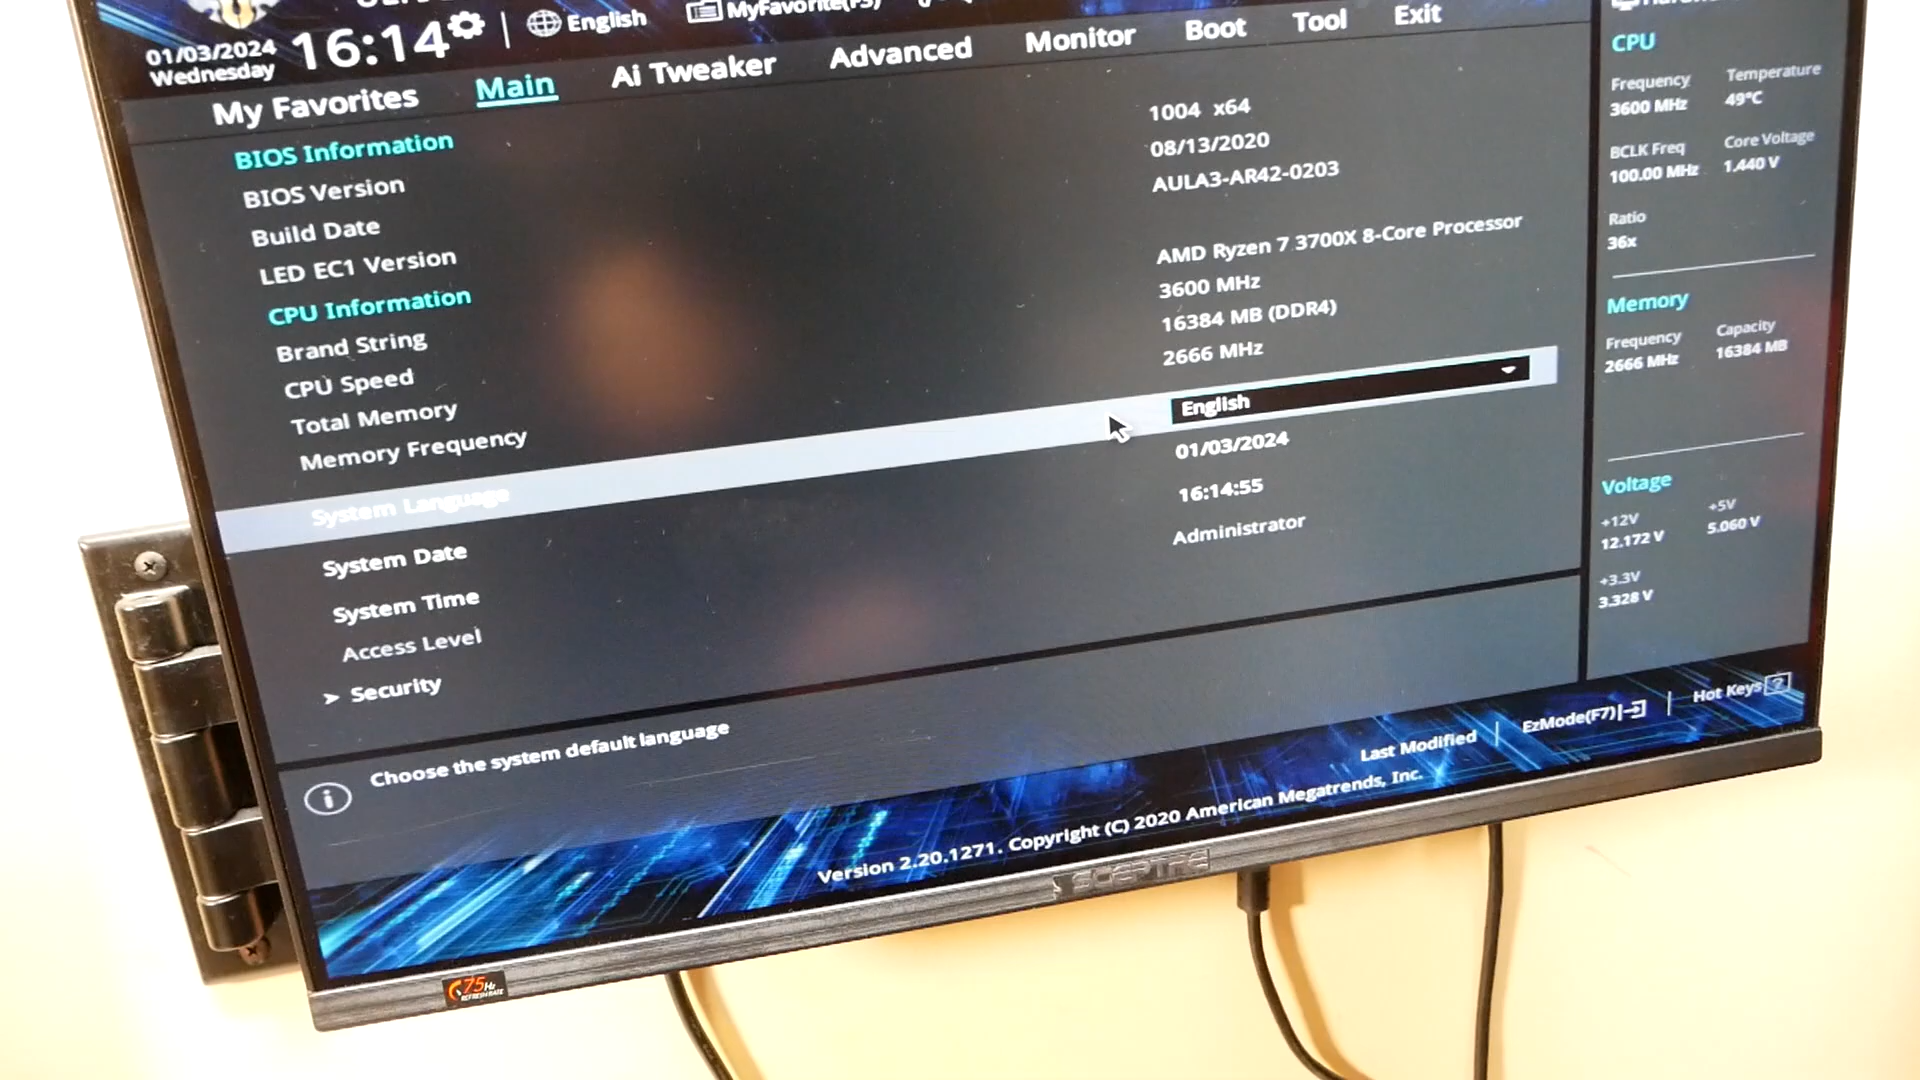 01/03/2024
Wednesday
16:14
English
MyFavorite(F3)
My Favorites
Main
Ai Tweaker
Advanced
Monitor
Boot
Tool
Exit
BIOS Information
BIOS Version 1004 x64
Build Date 08/13/2020
LED EC1 Version AULA3-AR42-0203
CPU Information
Brand String AMD Ryzen 7 3700X 8-Core Processor
CPU Speed 3600 MHz
Total Memory 16384 MB (DDR4)
Memory Frequency 2666 MHz
System Language English
System Date 01/03/2024
System Time 16:14:55
Access Level Administrator
> Security
i Choose the system default language
CPU
Frequency Temperature
3600 MHz 49°C
BCLK Freq Core Voltage
100.00 MHz 1.440 V
Ratio
36x
Memory
Frequency Capacity
2666 MHz 16384 MB
Voltage
+12V +5V
12.172 V 5.060 V
+3.3V
3.328 V
Last Modified
EzMode(F7)
Hot Keys ?
Version 2.20.1271. Copyright (C) 2020 American Megatrends, Inc.
SCEPTRE
75Hz
REFRESH RATE